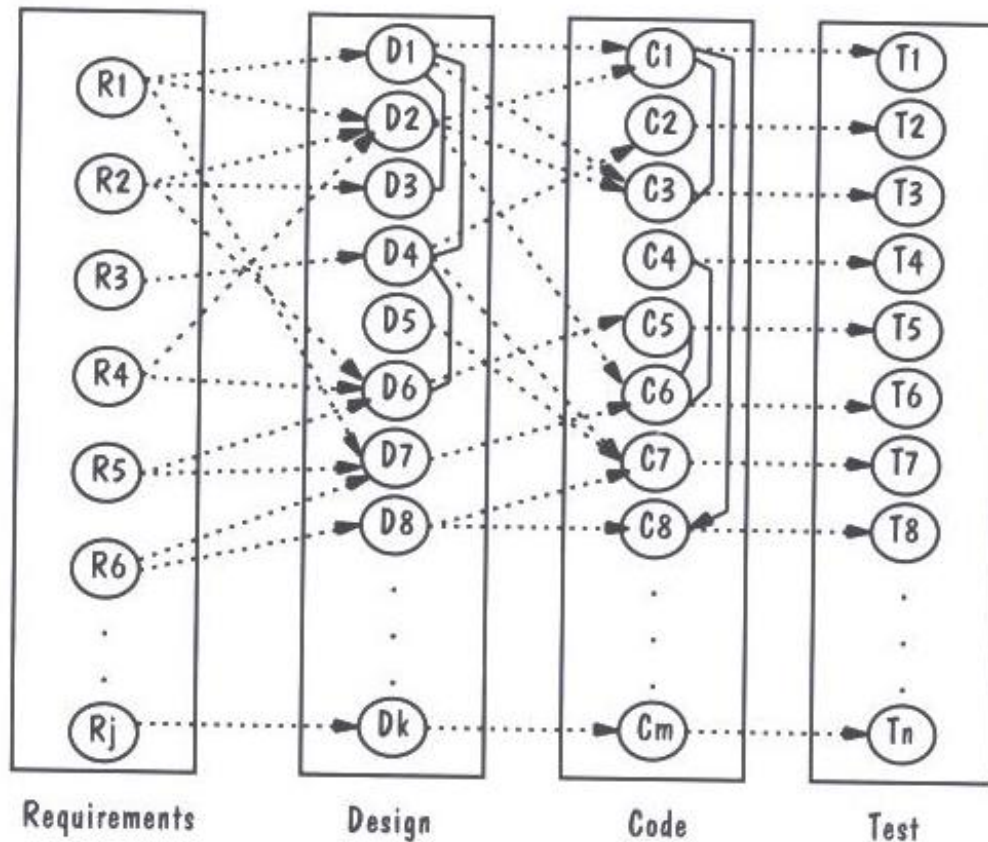 R1
R2
R3
R4
R5
R6
Rj
Requirements
D1
D2
D3
D4
D5
D6
D7
D8
Dk
Design
C1
C2
C3
C4
C5
C6
C7
C8
Cm
Code
T1
T2
T3
T4
T5
T6
T7
T8
Tn
Test